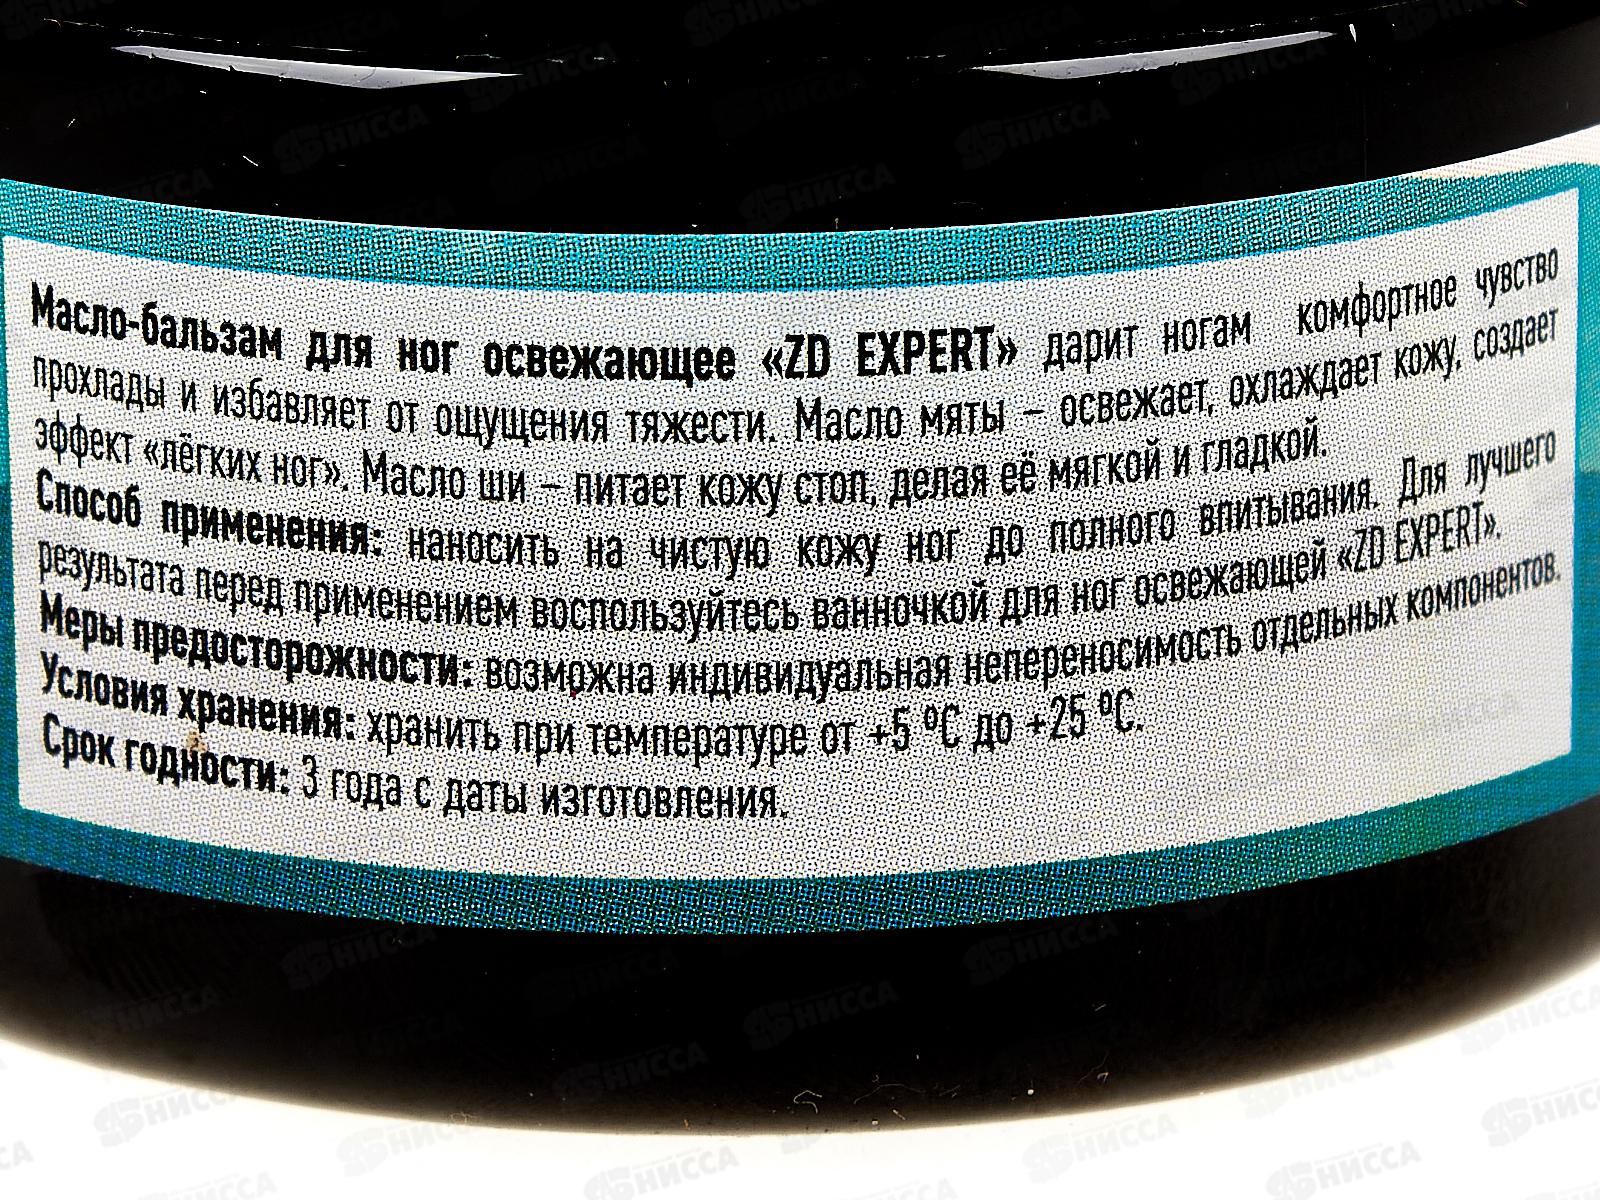 Масло-бальзам для ног освежающее «ZD EXPERT» дарит ногам комфортное чувство
прохлады и избавляет от ощущения тяжести. Масло мяты – освежает, охлаждает кожу, создает
эффект «лёгких ног». Масло ши – питает кожу стоп, делая её мягкой и гладкой.
Способ применения: наносить на чистую кожу ног до полного впитывания. Для лучшего
результата перед применением воспользуйтесь ванночкой для ног освежающей «ZD EXPERT».
Меры предосторожности: возможна индивидуальная непереносимость отдельных компонентов.
Условия хранения: хранить при температуре от +5 ºС до +25 ºС.
Срок годности: 3 года с даты изготовления.